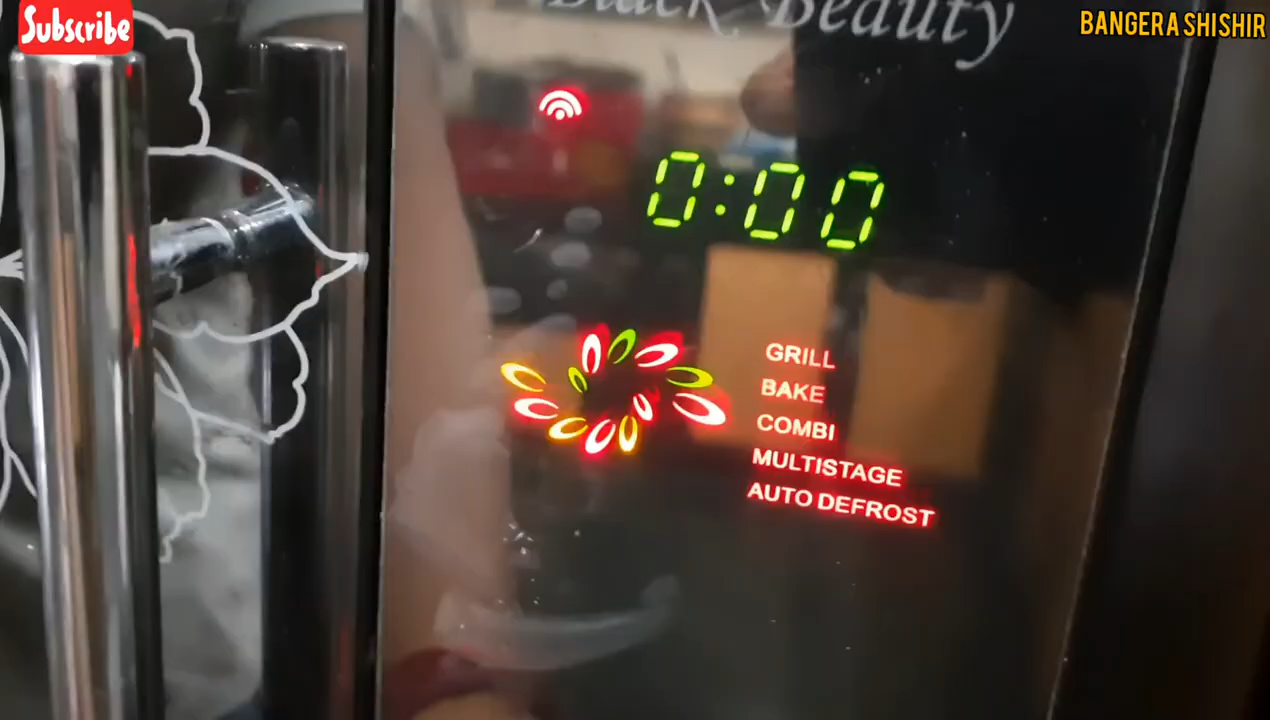 Subscribe
BANGERA SHISHIR
Black Beauty
0:00
GRILL
BAKE
COMBI
MULTISTAGE
AUTO DEFROST